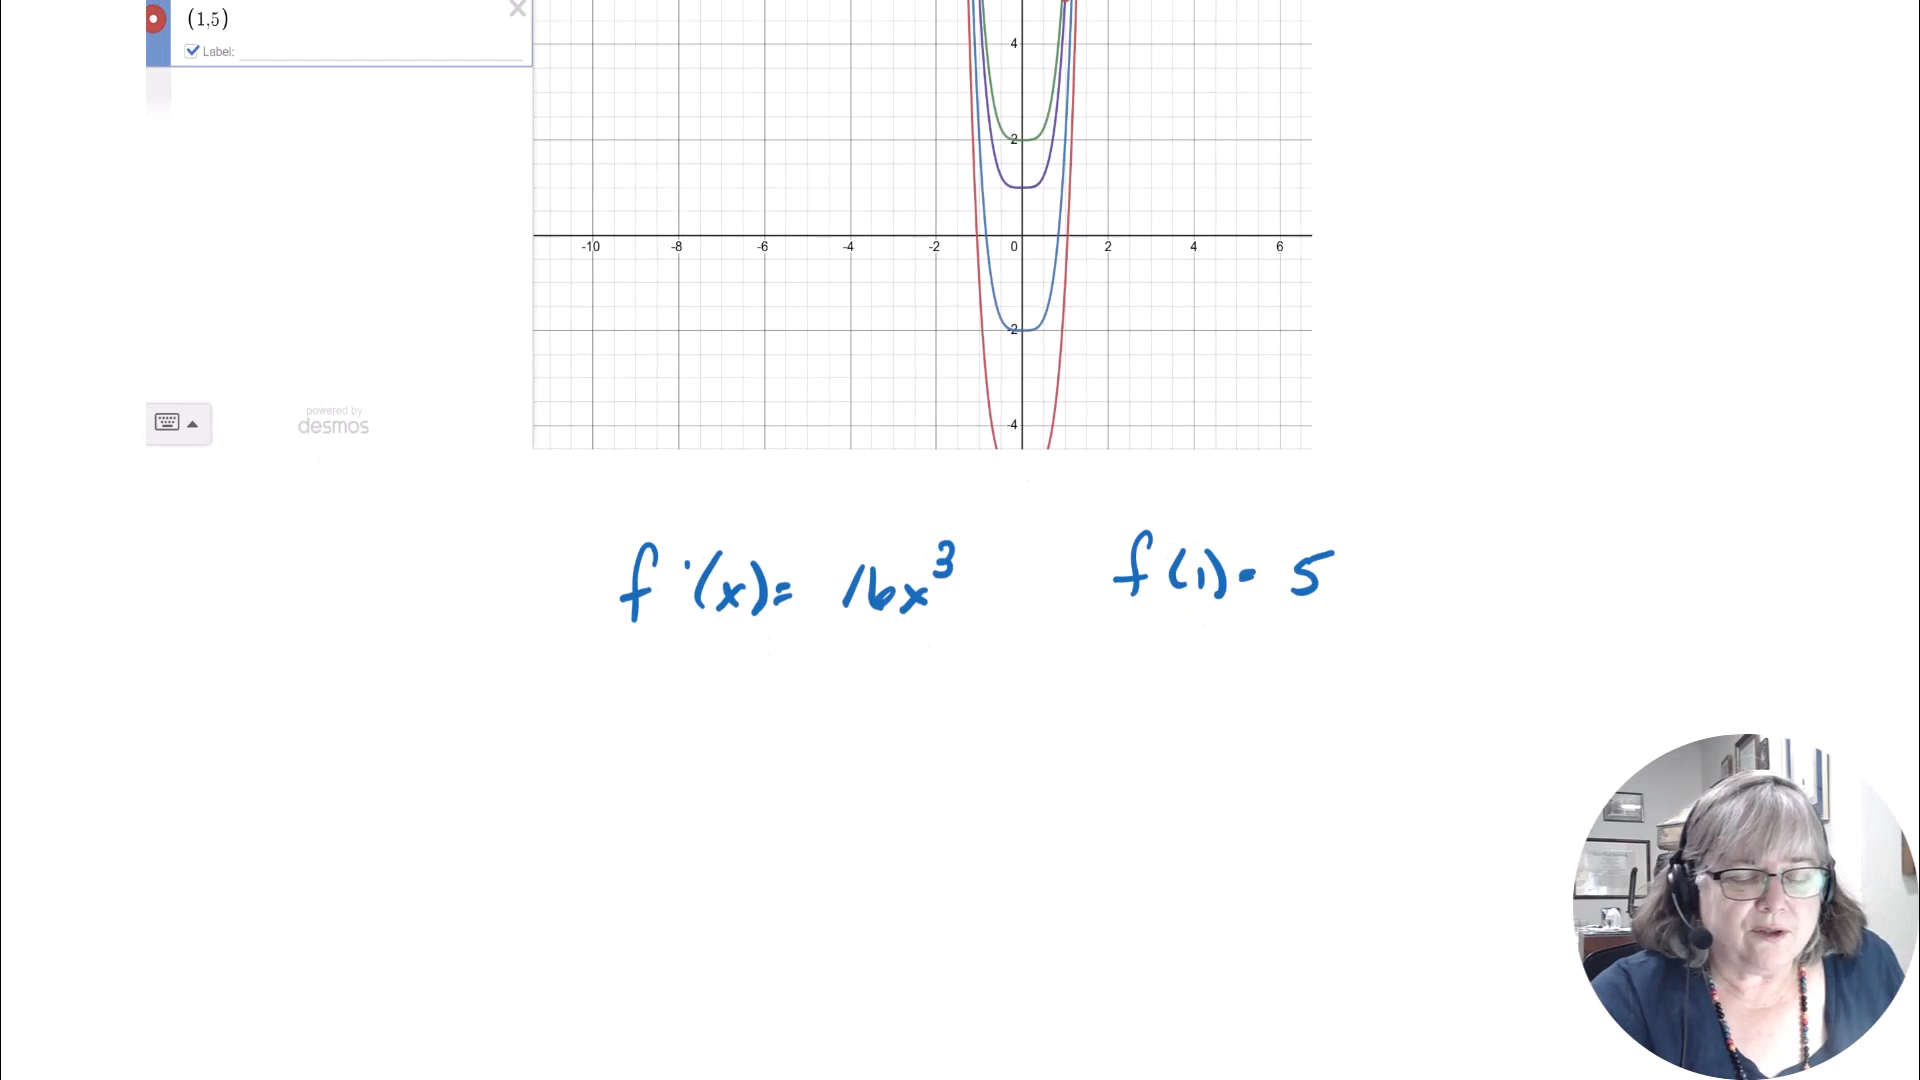 (1,5)
Label:
4
2
-10 -8 -6 -4 -2 0 2 4 6
-2
-4
powered by
desmos
f'(x)= 16x³ f(1)= 5